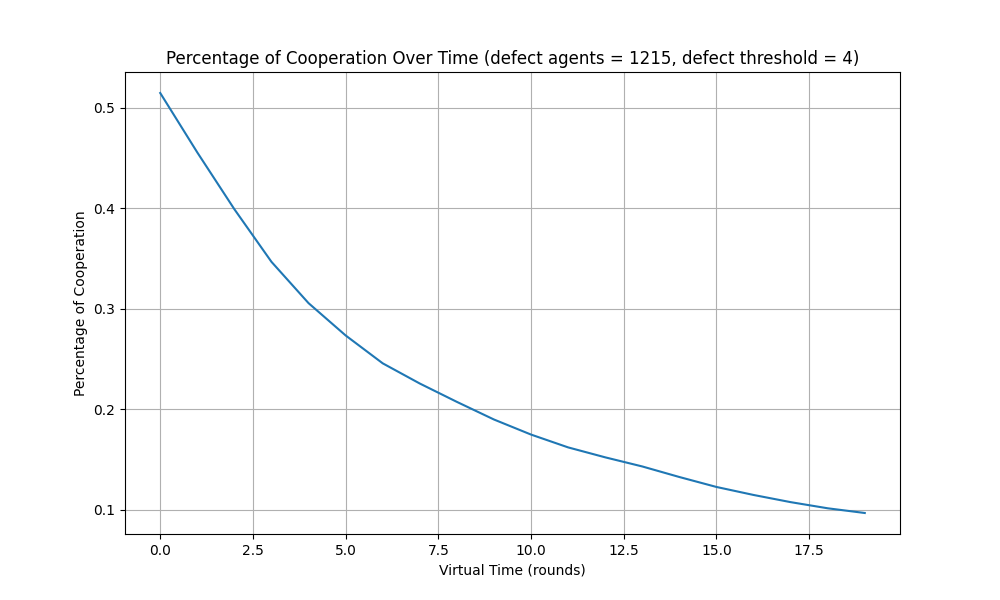 Percentage of Cooperation Over Time (defect agents = 1215, defect threshold = 4)
Percentage of Cooperation
0.5
0.4
0.3
0.2
0.1
0.0 2.5 5.0 7.5 10.0 12.5 15.0 17.5
Virtual Time (rounds)